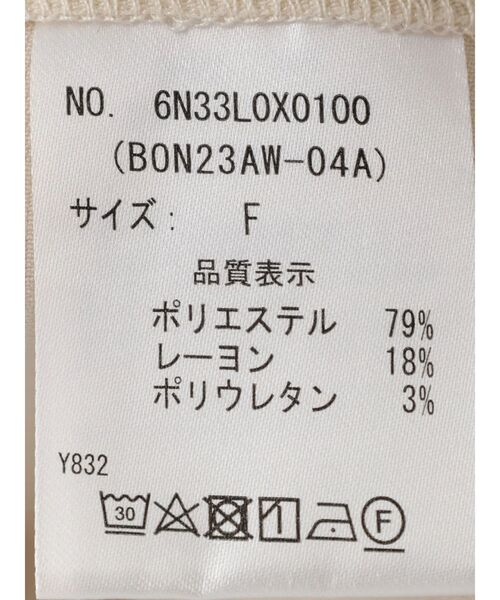 NO. 6N33L0X0100
(BON23AW-04A)
サイズ: F
品質表示
ポリエステル 79%
レーヨン 18%
ポリウレタン 3%
Y832
30 F